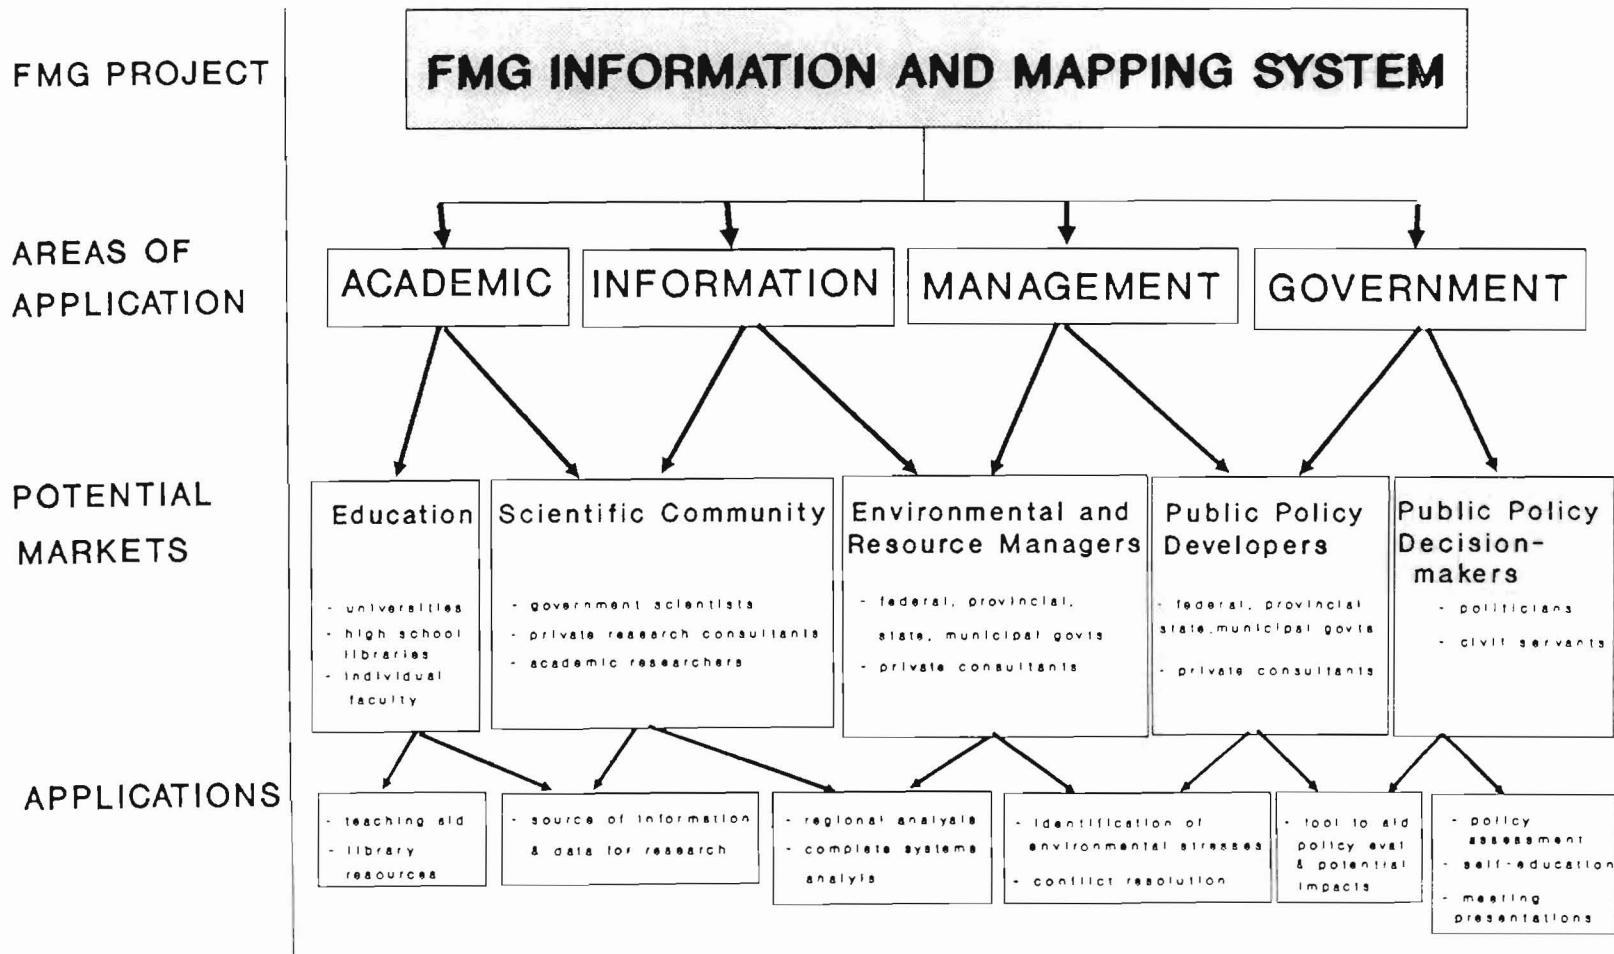 FMG PROJECT
FMG INFORMATION AND MAPPING SYSTEM
AREAS OF
APPLICATION
ACADEMIC
INFORMATION
MANAGEMENT
GOVERNMENT
POTENTIAL
MARKETS
Education
- universities
- high school
libraries
- individual
faculty
Scientific Community
- government scientists
- private research consultants
- academic researchers
Environmental and
Resource Managers
- federal, provincial,
state, municipal govts
- private consultants
Public Policy
Developers
- federal, provincial
state,municipal govts
- private consultants
Public Policy
Decision-
makers
- politicians
- civil servants
APPLICATIONS
- teaching aid
- library
resources
- source of information
& data for research
- regional analysis
- complete systems
analyis
- identification of
environmental stresses
- conflict resolution
- tool to aid
policy eval
& potential
impacts
- policy
assessment
- self-education
- meeting
presentations